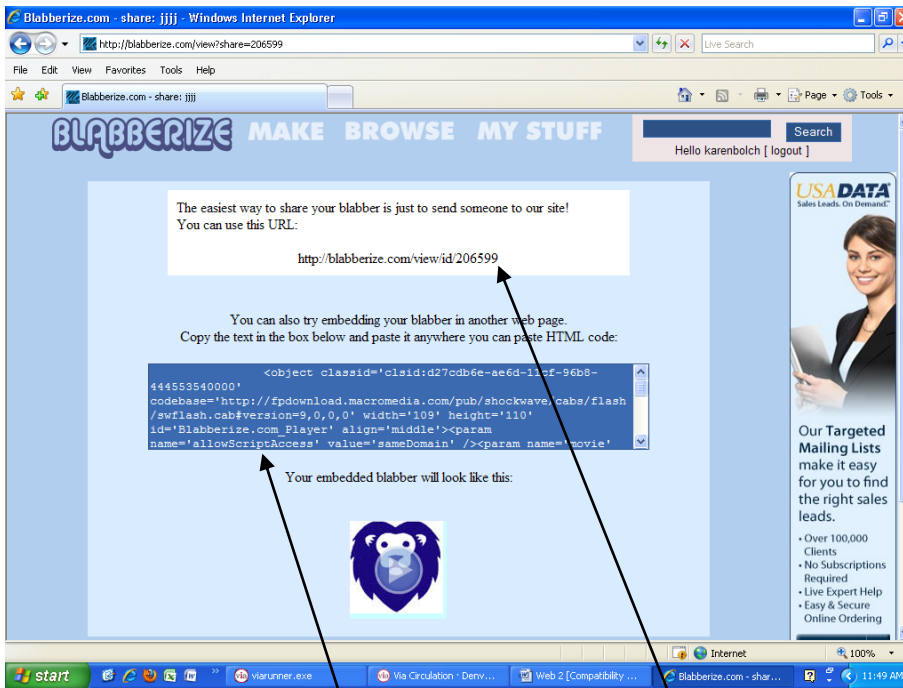 Blabberize.com - share: jjjj - Windows Internet Explorer
http://blabberize.com/view?share=206599
Live Search
File Edit View Favorites Tools Help
Blabberize.com - share: jjjj
Page Tools
BLABBERIZE MAKE BROWSE MY STUFF
Search
Hello karenbolch [ logout ]
The easiest way to share your blabber is just to send someone to our site!
You can use this URL:
http://blabberize.com/view/id/206599
You can also try embedding your blabber in another web page.
Copy the text in the box below and paste it anywhere you can paste HTML code:
<object classid='clsid:d27cdb6e-ae6d-11cf-96b8-
444553540000'
codebase='http://fpdownload.macromedia.com/pub/shockwave/cabs/flash
/swflash.cab#version=9,0,0,0' width='109' height='110'
id='Blabberize.com_Player' align='middle'><param
name='allowScriptAccess' value='sameDomain' /><param name='movie'
Your embedded blabber will look like this:
USADATA
Sales Leads. On Demand.
Our Targeted
Mailing Lists
make it easy
for you to find
the right sales
leads.
• Over 100,000
Clients
• No Subscriptions
Required
• Live Expert Help
• Easy & Secure
Online Ordering
Internet
100%
start
viarunner.exe
via Via Circulation · Denv...
Web 2 [Compatibility ...
Blabberize.com - shar...
11:49 AM